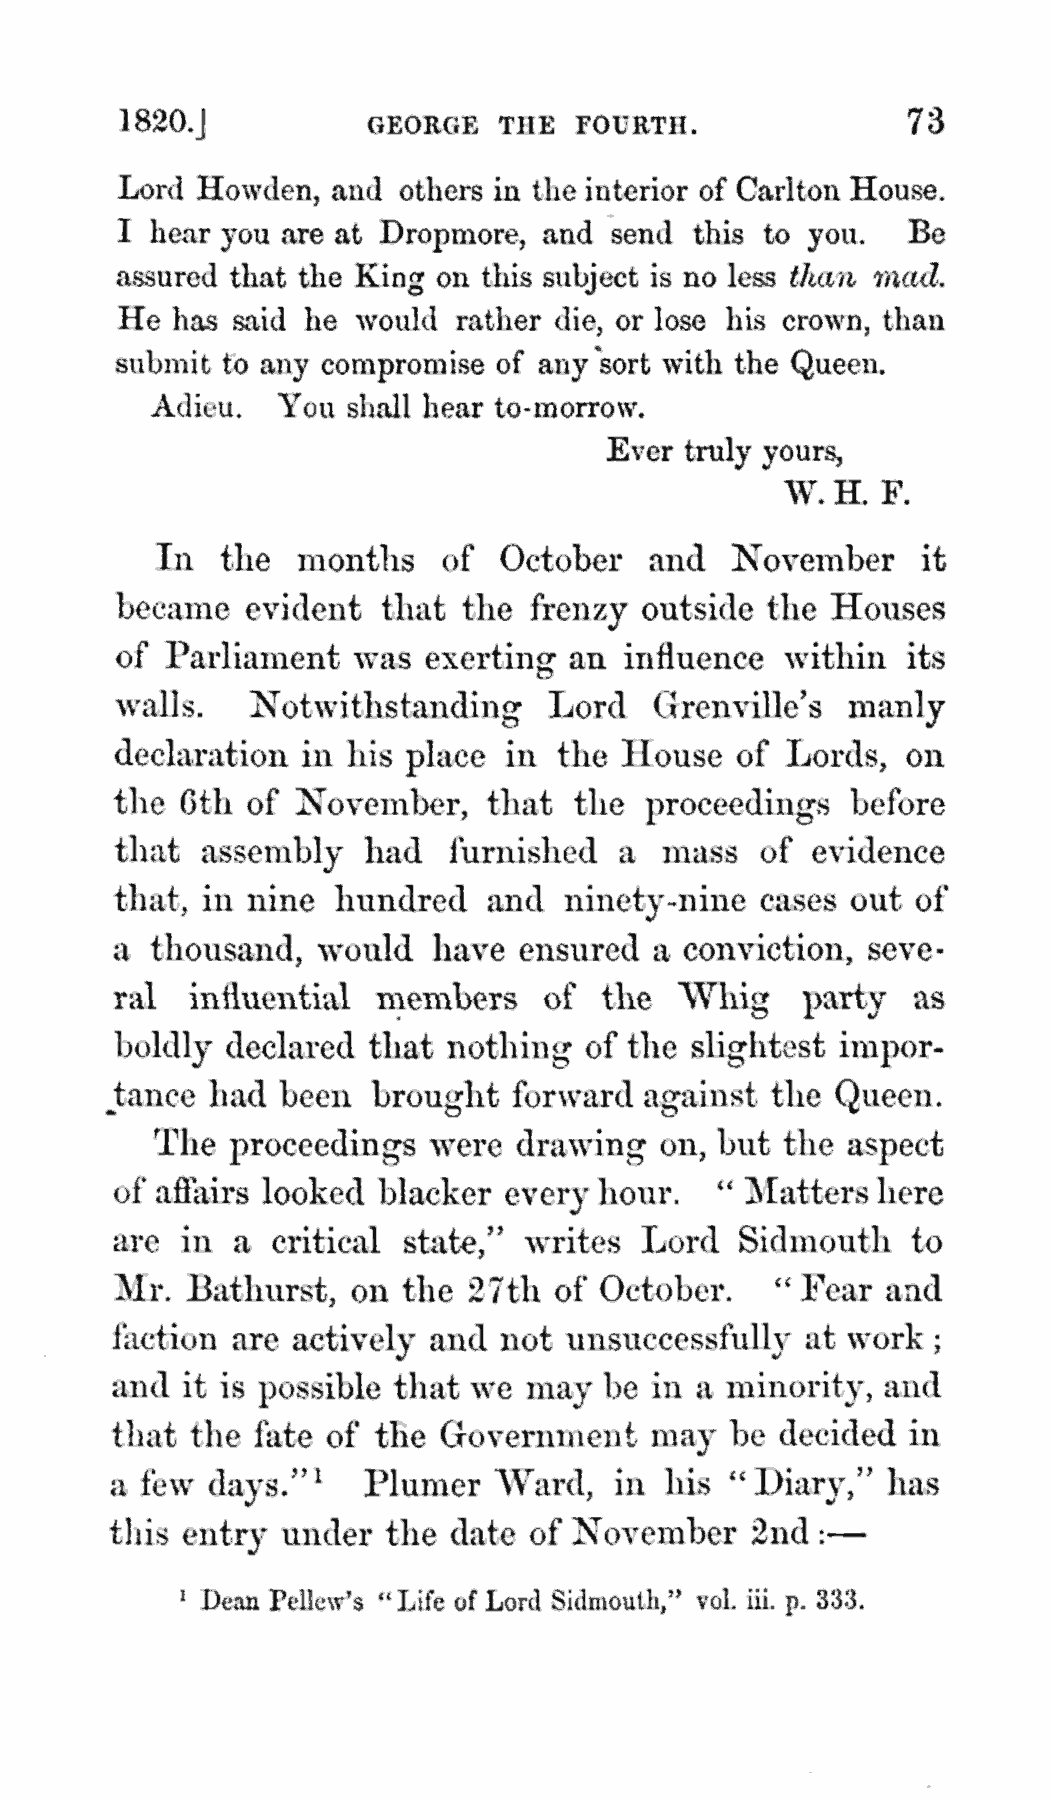 1820.] GEORGE THE FOURTH. 73
Lord Howden, and others in the interior of Carlton House.
I hear you are at Dropmore, and send this to you. Be
assured that the King on this subject is no less than mad.
He has said he would rather die, or lose his crown, than
submit to any compromise of any sort with the Queen.
Adieu. You shall hear to-morrow.
Ever truly yours,
W. H. F.
In the months of October and November it
became evident that the frenzy outside the Houses
of Parliament was exerting an influence within its
walls. Notwithstanding Lord Grenville's manly
declaration in his place in the House of Lords, on
the 6th of November, that the proceedings before
that assembly had furnished a mass of evidence
that, in nine hundred and ninety-nine cases out of
a thousand, would have ensured a conviction, seve-
ral influential members of the Whig party as
boldly declared that nothing of the slightest impor-
tance had been brought forward against the Queen.
The proceedings were drawing on, but the aspect
of affairs looked blacker every hour. "Matters here
are in a critical state," writes Lord Sidmouth to
Mr. Bathurst, on the 27th of October. "Fear and
faction are actively and not unsuccessfully at work;
and it is possible that we may be in a minority, and
that the fate of the Government may be decided in
a few days."¹ Plumer Ward, in his "Diary," has
this entry under the date of November 2nd:—
¹ Dean Pellew's "Life of Lord Sidmouth," vol. iii. p. 333.